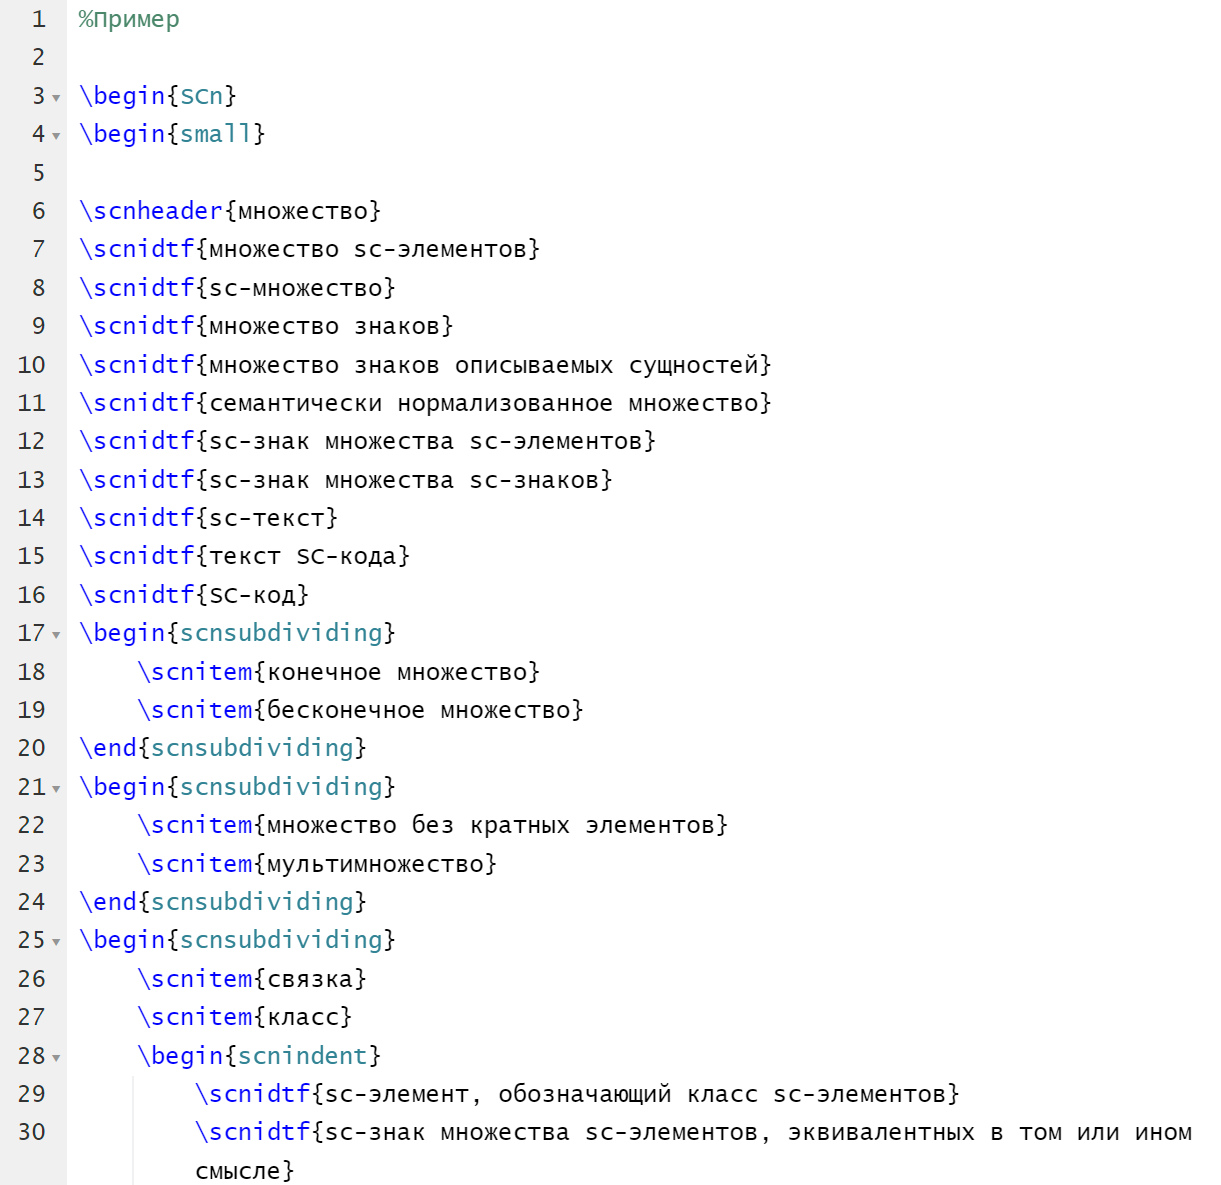 1 %Пример
2
3 \begin{SCn}
4 \begin{small}
5
6 \scnheader{множество}
7 \scnidtf{множество sc-элементов}
8 \scnidtf{sc-множество}
9 \scnidtf{множество знаков}
10 \scnidtf{множество знаков описываемых сущностей}
11 \scnidtf{семантически нормализованное множество}
12 \scnidtf{sc-знак множества sc-элементов}
13 \scnidtf{sc-знак множества sc-знаков}
14 \scnidtf{sc-текст}
15 \scnidtf{текст SC-кода}
16 \scnidtf{SC-код}
17 \begin{scnsubdividing}
18     \scnitem{конечное множество}
19     \scnitem{бесконечное множество}
20 \end{scnsubdividing}
21 \begin{scnsubdividing}
22     \scnitem{множество без кратных элементов}
23     \scnitem{мультимножество}
24 \end{scnsubdividing}
25 \begin{scnsubdividing}
26     \scnitem{связка}
27     \scnitem{класс}
28     \begin{scnindent}
29         \scnidtf{sc-элемент, обозначающий класс sc-элементов}
30         \scnidtf{sc-знак множества sc-элементов, эквивалентных в том или ином
смысле}